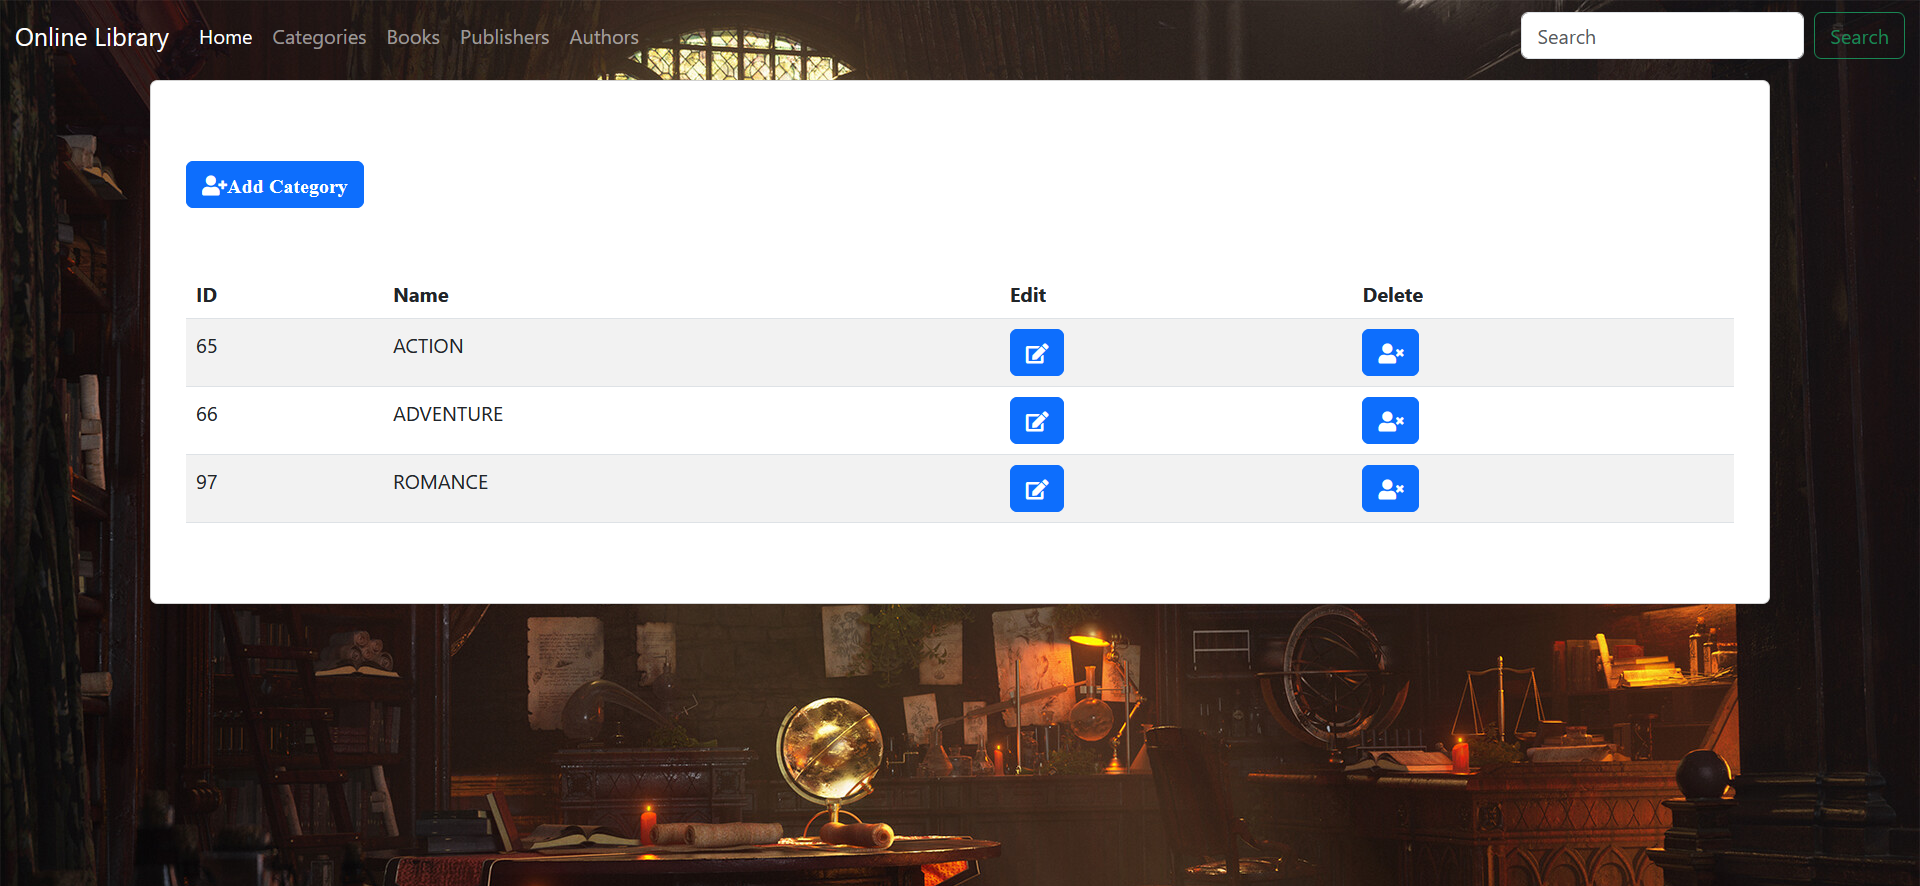 Online Library Home Categories Books Publishers Authors Search Search
Add Category
ID Name Edit Delete
65 ACTION
66 ADVENTURE
97 ROMANCE